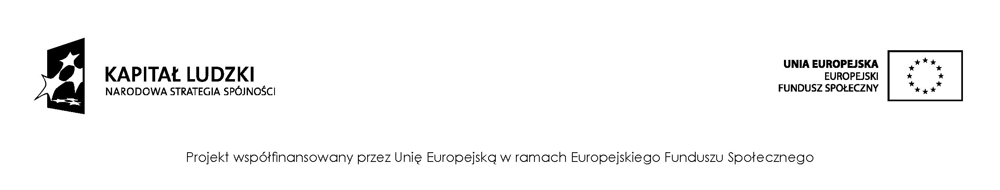 KAPITAŁ LUDZKI
NARODOWA STRATEGIA SPÓJNOŚCI
UNIA EUROPEJSKA
EUROPEJSKI
FUNDUSZ SPOŁECZNY
Projekt współfinansowany przez Unię Europejską w ramach Europejskiego Funduszu Społecznego